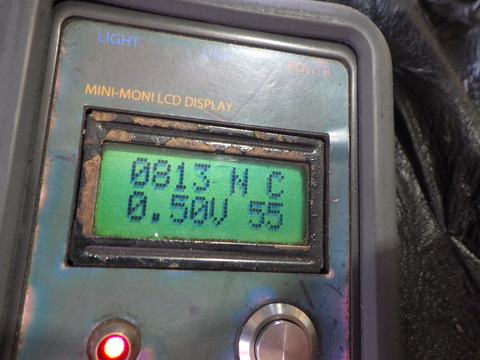 LIGHT
POWER
MINI-MONI LCD DISPLAY
0813 N C
0.50V 55